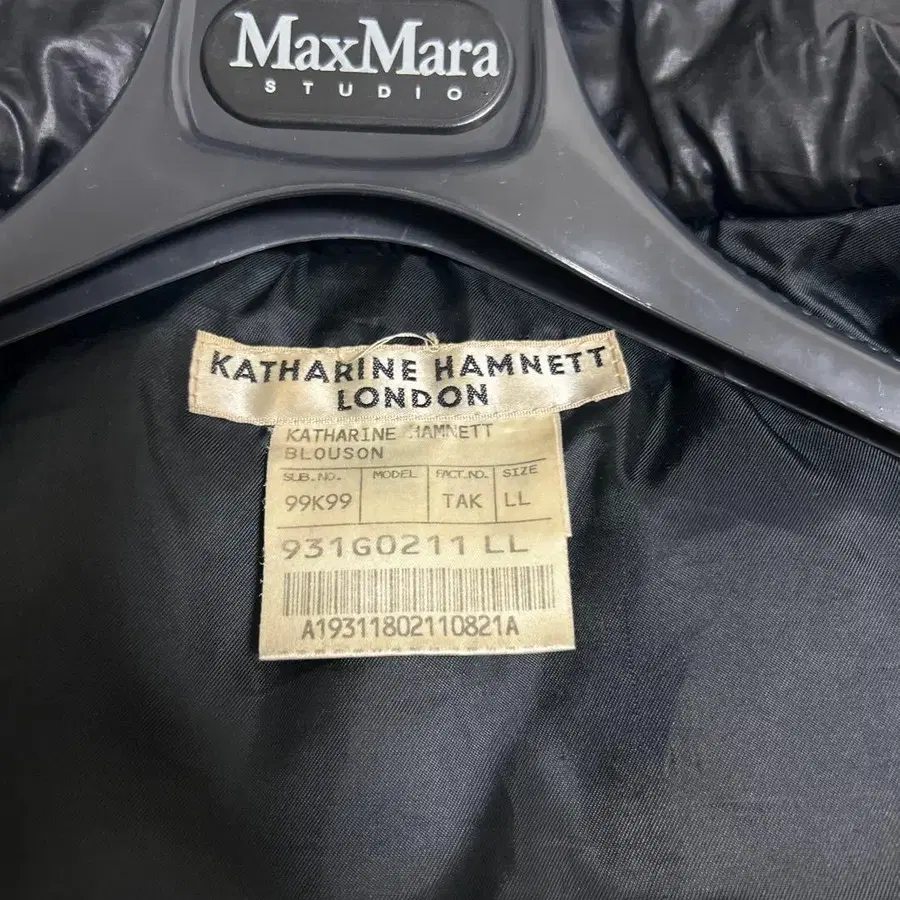 MaxMara
STUDIO
KATHARINE HAMNETT
LONDON
KATHARINE HAMNETT
BLOUSON
SUB.NO. MODEL FACT.NO. SIZE
99K99 TAK LL
931G0211 LL
A19311802110821A